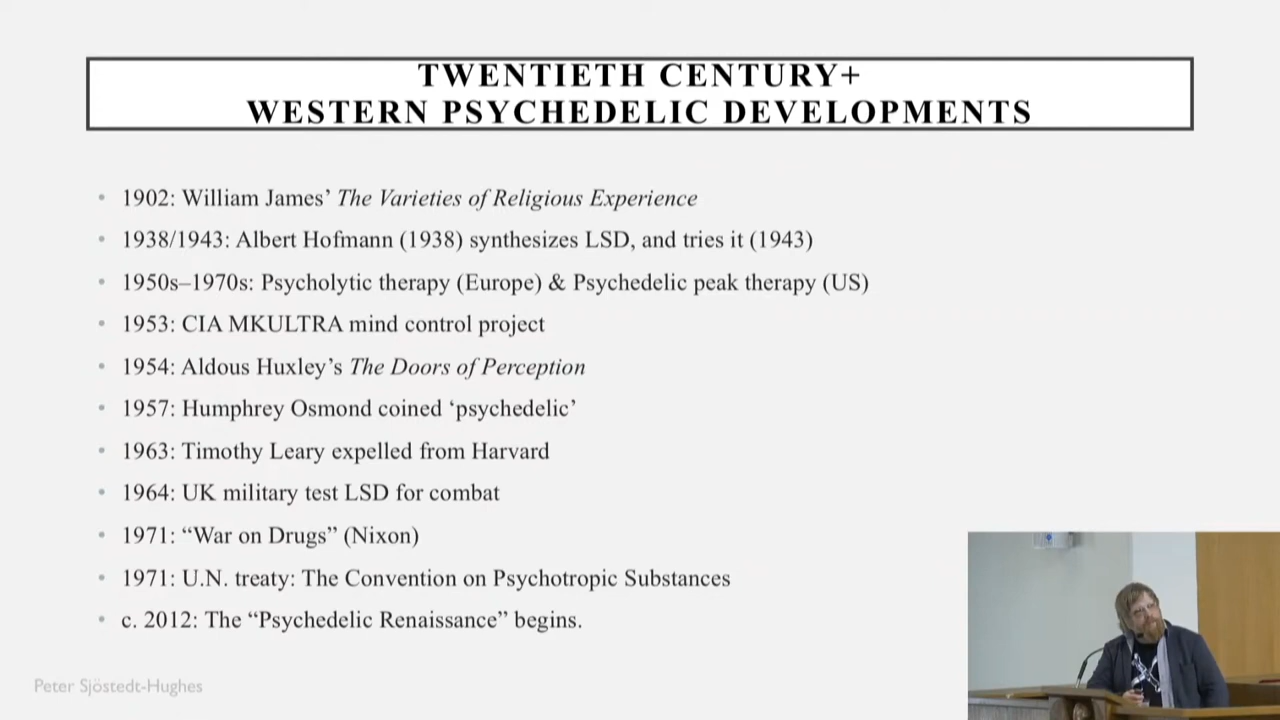 TWENTIETH CENTURY+
WESTERN PSYCHEDELIC DEVELOPMENTS
• 1902: William James’ The Varieties of Religious Experience
• 1938/1943: Albert Hofmann (1938) synthesizes LSD, and tries it (1943)
• 1950s–1970s: Psycholytic therapy (Europe) & Psychedelic peak therapy (US)
• 1953: CIA MKULTRA mind control project
• 1954: Aldous Huxley’s The Doors of Perception
• 1957: Humphrey Osmond coined ‘psychedelic’
• 1963: Timothy Leary expelled from Harvard
• 1964: UK military test LSD for combat
• 1971: “War on Drugs” (Nixon)
• 1971: U.N. treaty: The Convention on Psychotropic Substances
• c. 2012: The “Psychedelic Renaissance” begins.
Peter Sjöstedt-Hughes